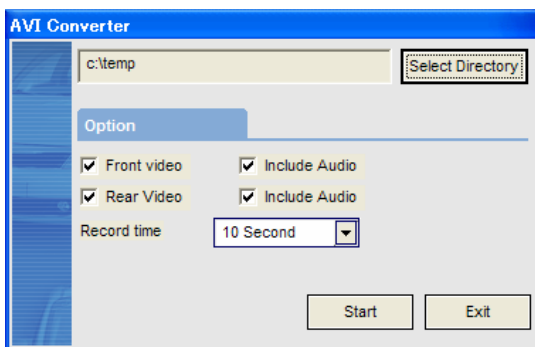 AVI Converter
c:\temp Select Directory
Option
Front video Include Audio
Rear Video Include Audio
Record time 10 Second
Start Exit